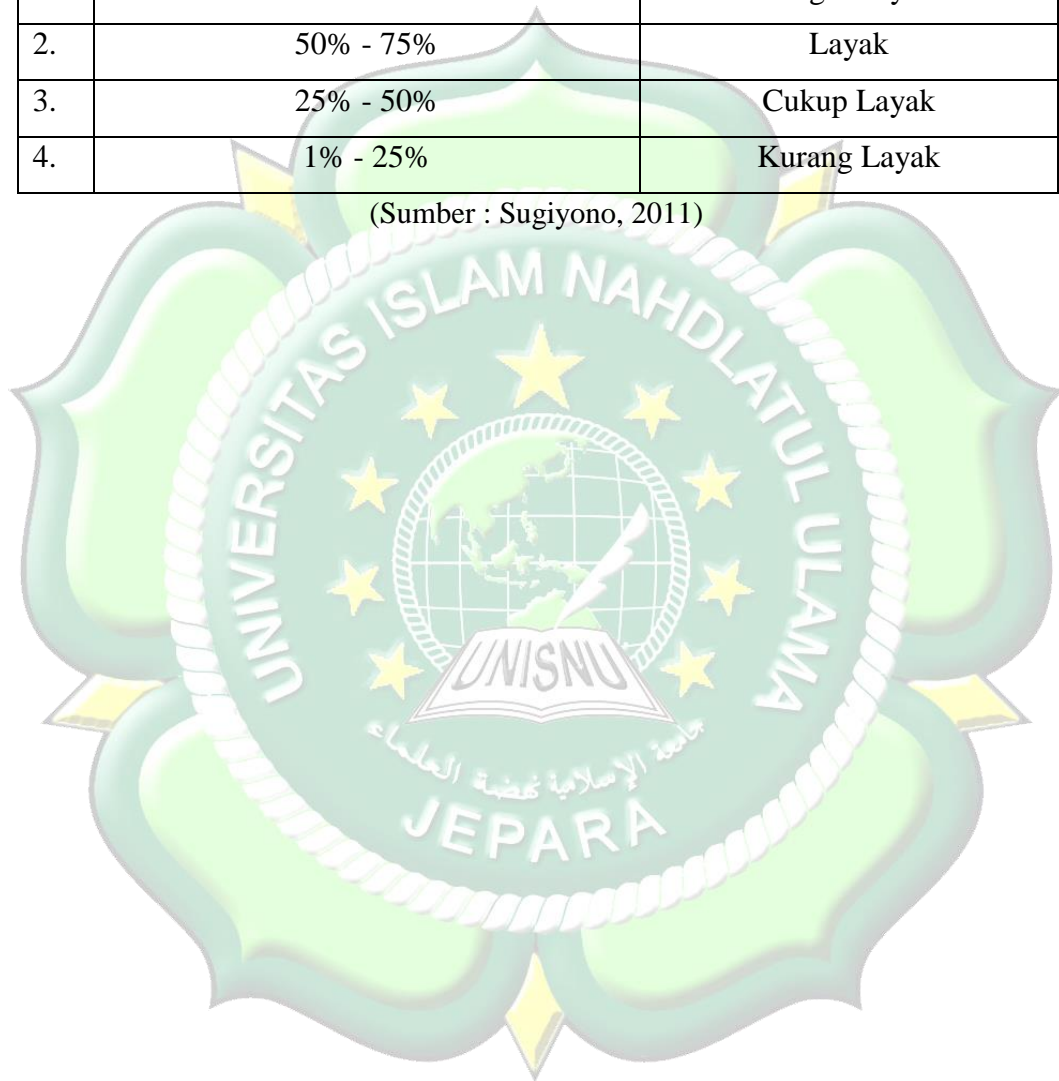 2. 50% - 75% Layak
3. 25% - 50% Cukup Layak
4. 1% - 25% Kurang Layak
(Sumber : Sugiyono, 2011)
UNIVERSITAS ISLAM NAHDLATUL ULAMA
UNISNU
JEPARA